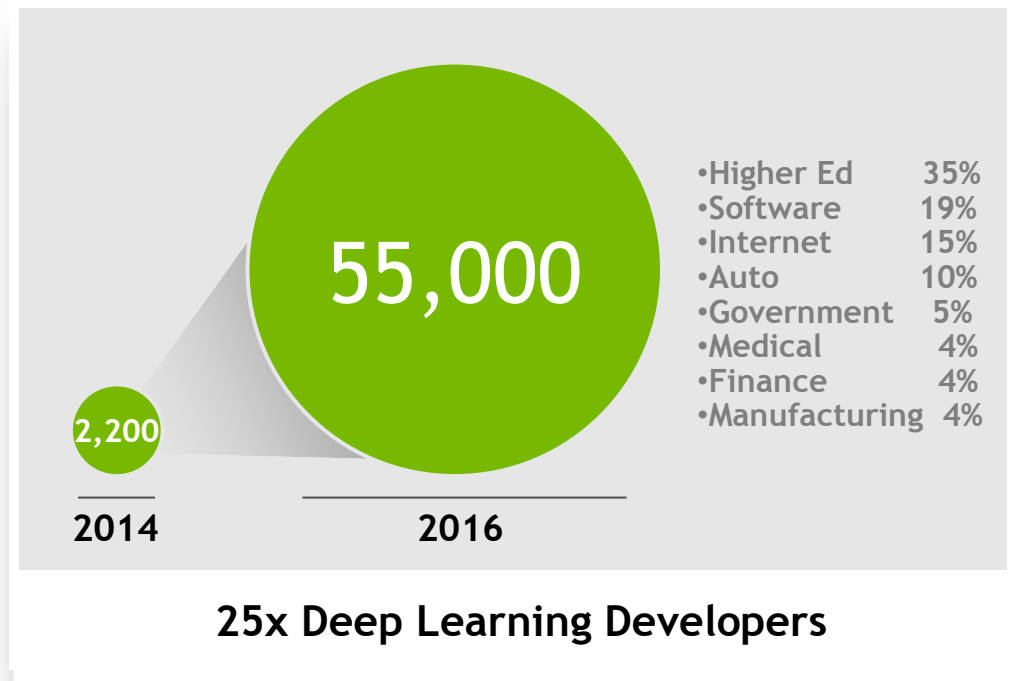 55,000
2,200
2014
2016
•Higher Ed 35%
•Software 19%
•Internet 15%
•Auto 10%
•Government 5%
•Medical 4%
•Finance 4%
•Manufacturing 4%
25x Deep Learning Developers